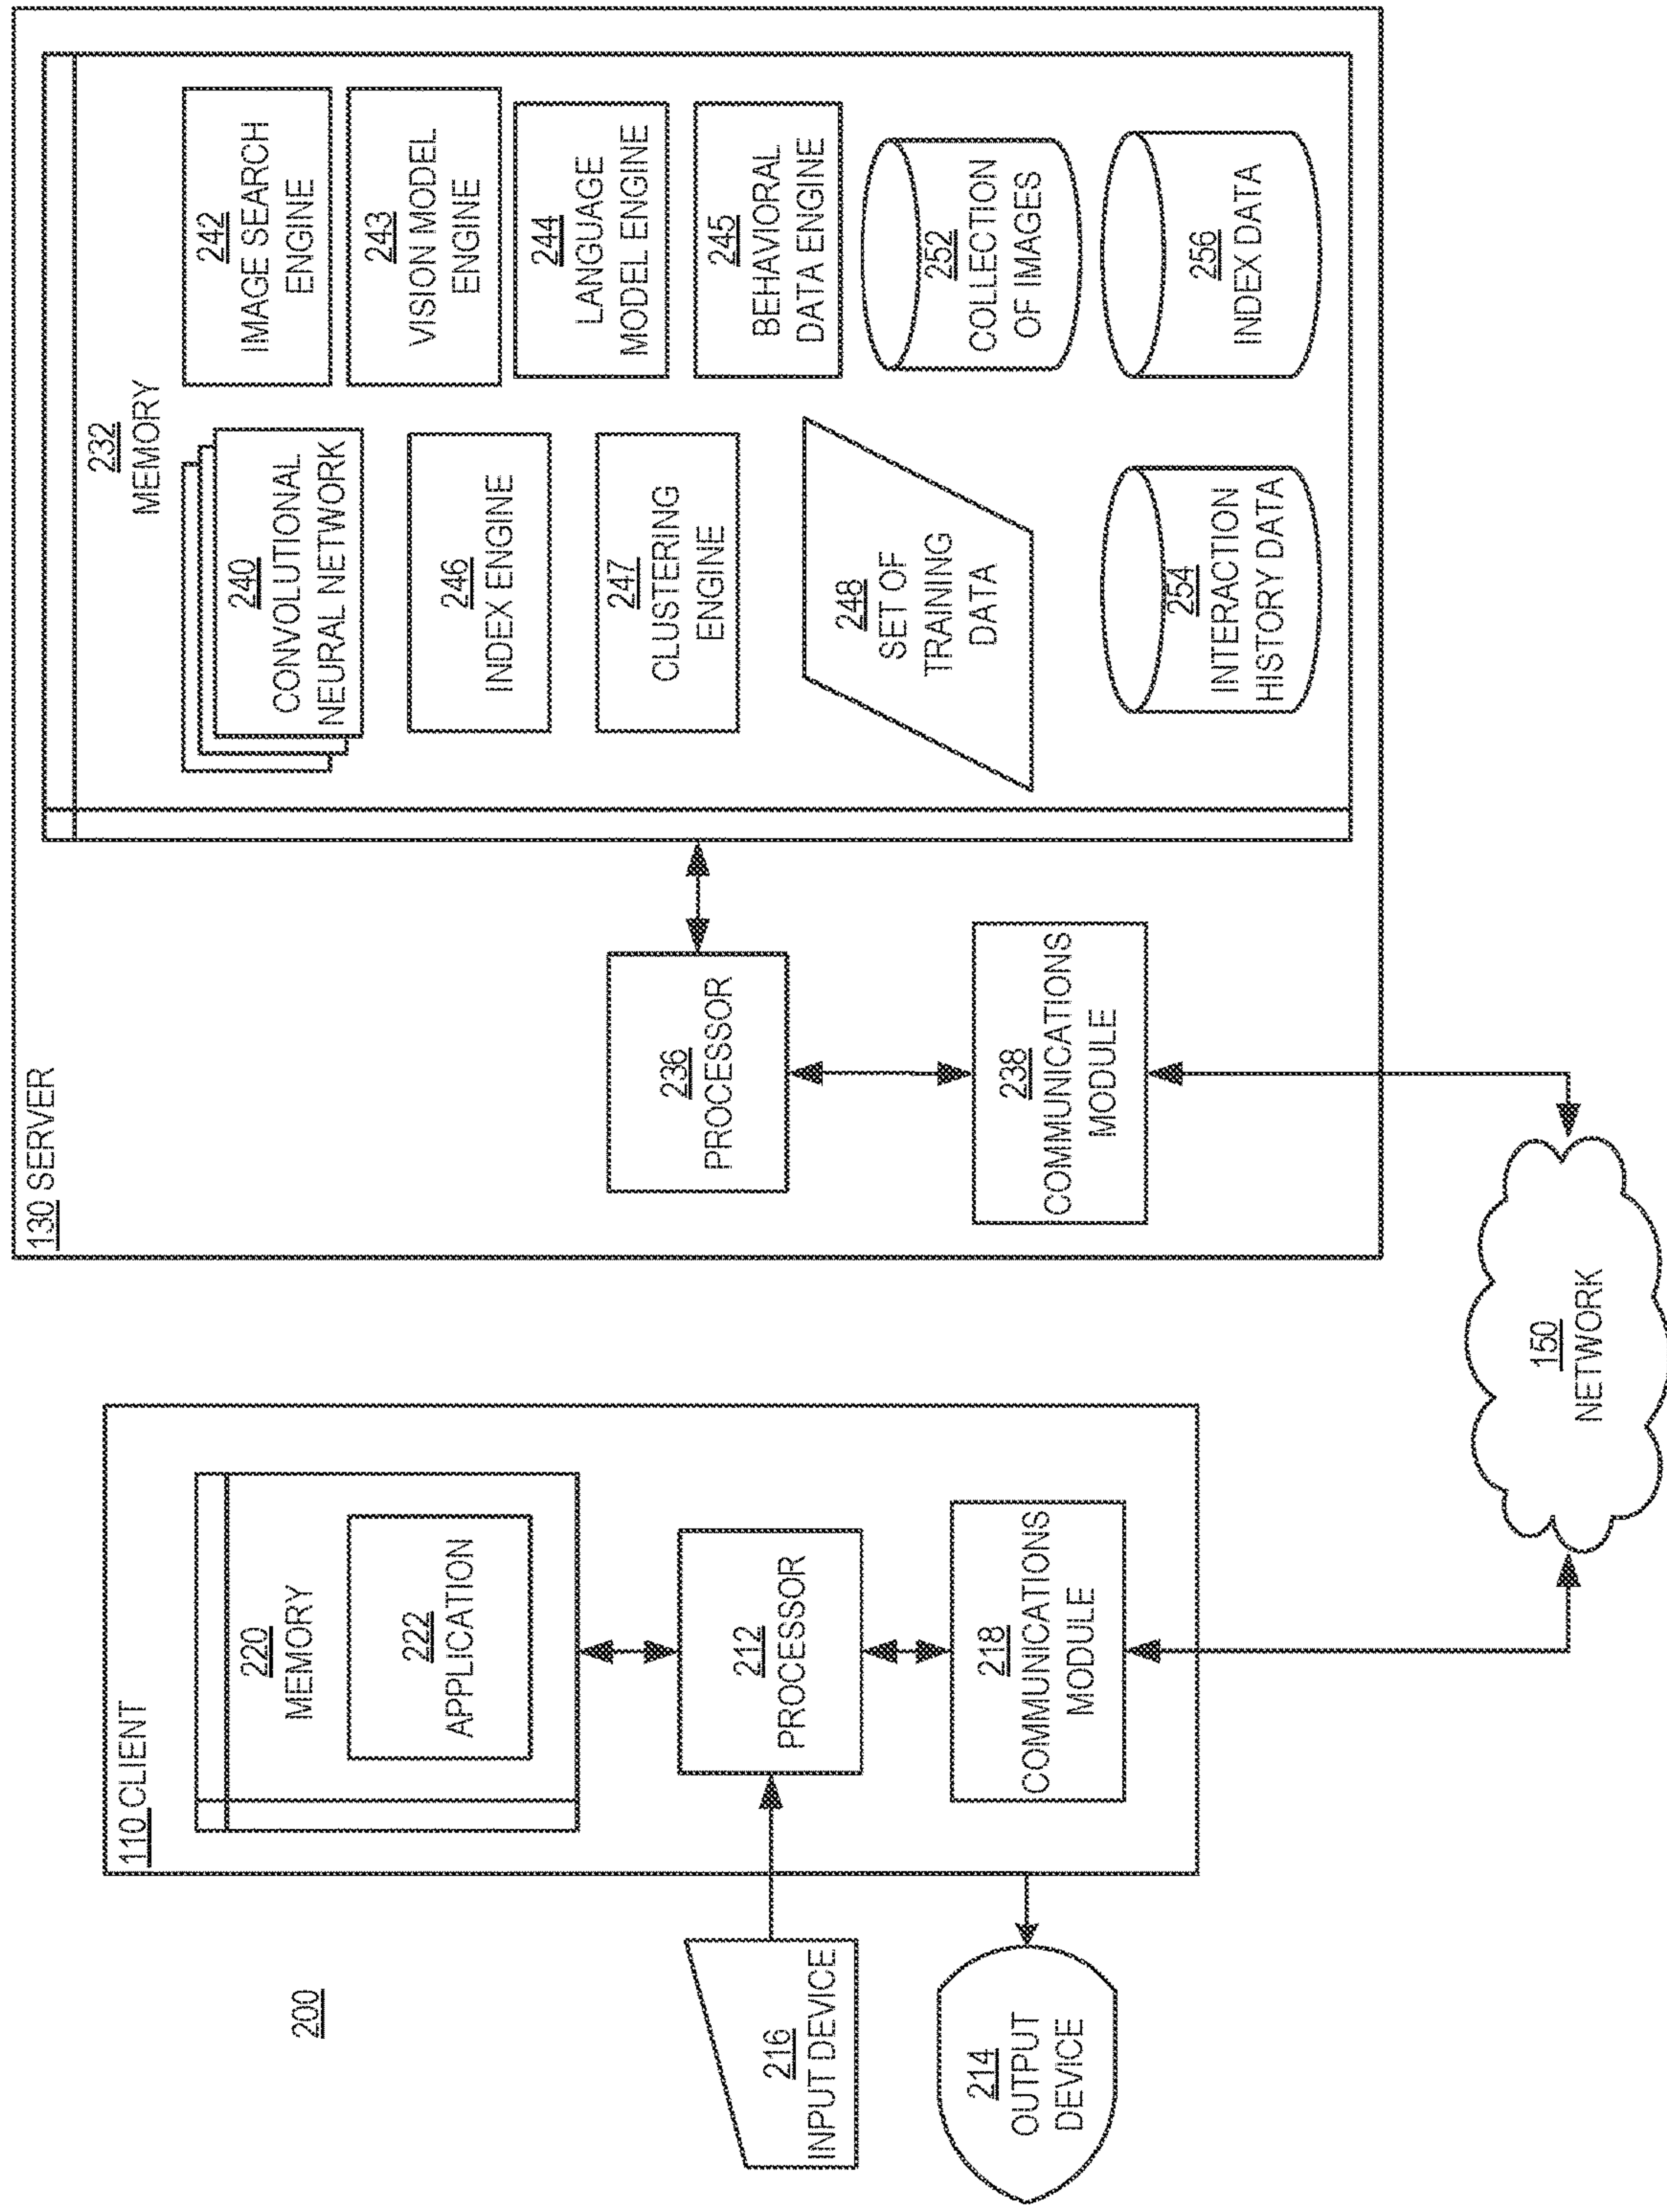 200
110 CLIENT
220
MEMORY
222
APPLICATION
212
PROCESSOR
218
COMMUNICATIONS
MODULE
216
INPUT DEVICE
214
OUTPUT
DEVICE
150
NETWORK
130 SERVER
236
PROCESSOR
238
COMMUNICATIONS
MODULE
232
MEMORY
240
CONVOLUTIONAL
NEURAL NETWORK
242
IMAGE SEARCH
ENGINE
243
VISION MODEL
ENGINE
246
INDEX ENGINE
244
LANGUAGE
MODEL ENGINE
247
CLUSTERING
ENGINE
245
BEHAVIORAL
DATA ENGINE
248
SET OF
TRAINING
DATA
252
COLLECTION
OF IMAGES
254
INTERACTION
HISTORY DATA
256
INDEX DATA